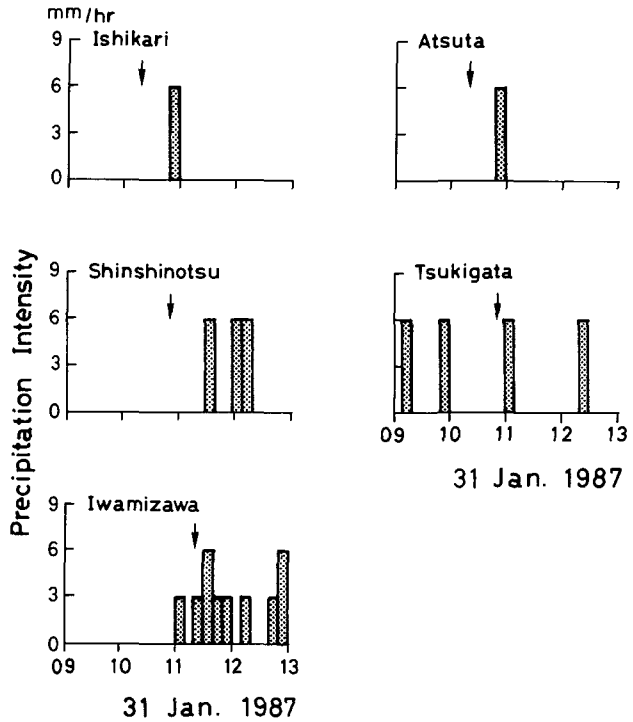 mm/hr
Ishikari
9
6
3
0
Atsuta
Precipitation Intensity
Shinshinotsu
9
6
3
0
Tsukigata
09 10 11 12 13
31 Jan. 1987
Iwamizawa
9
6
3
0
09 10 11 12 13
31 Jan. 1987